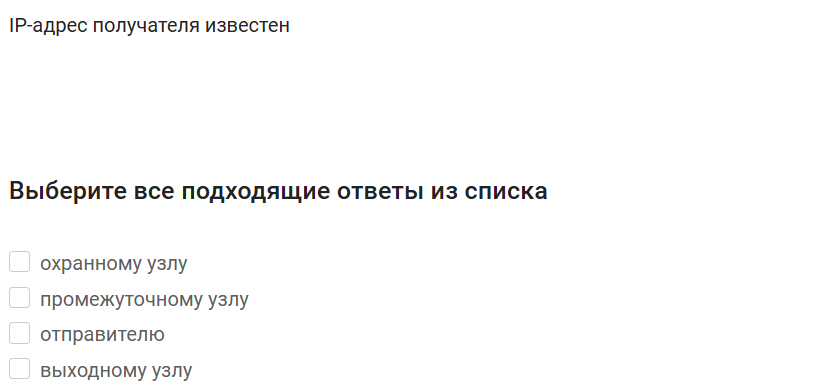 IP-адрес получателя известен
Выберите все подходящие ответы из списка
охранному узлу
промежуточному узлу
отправителю
выходному узлу